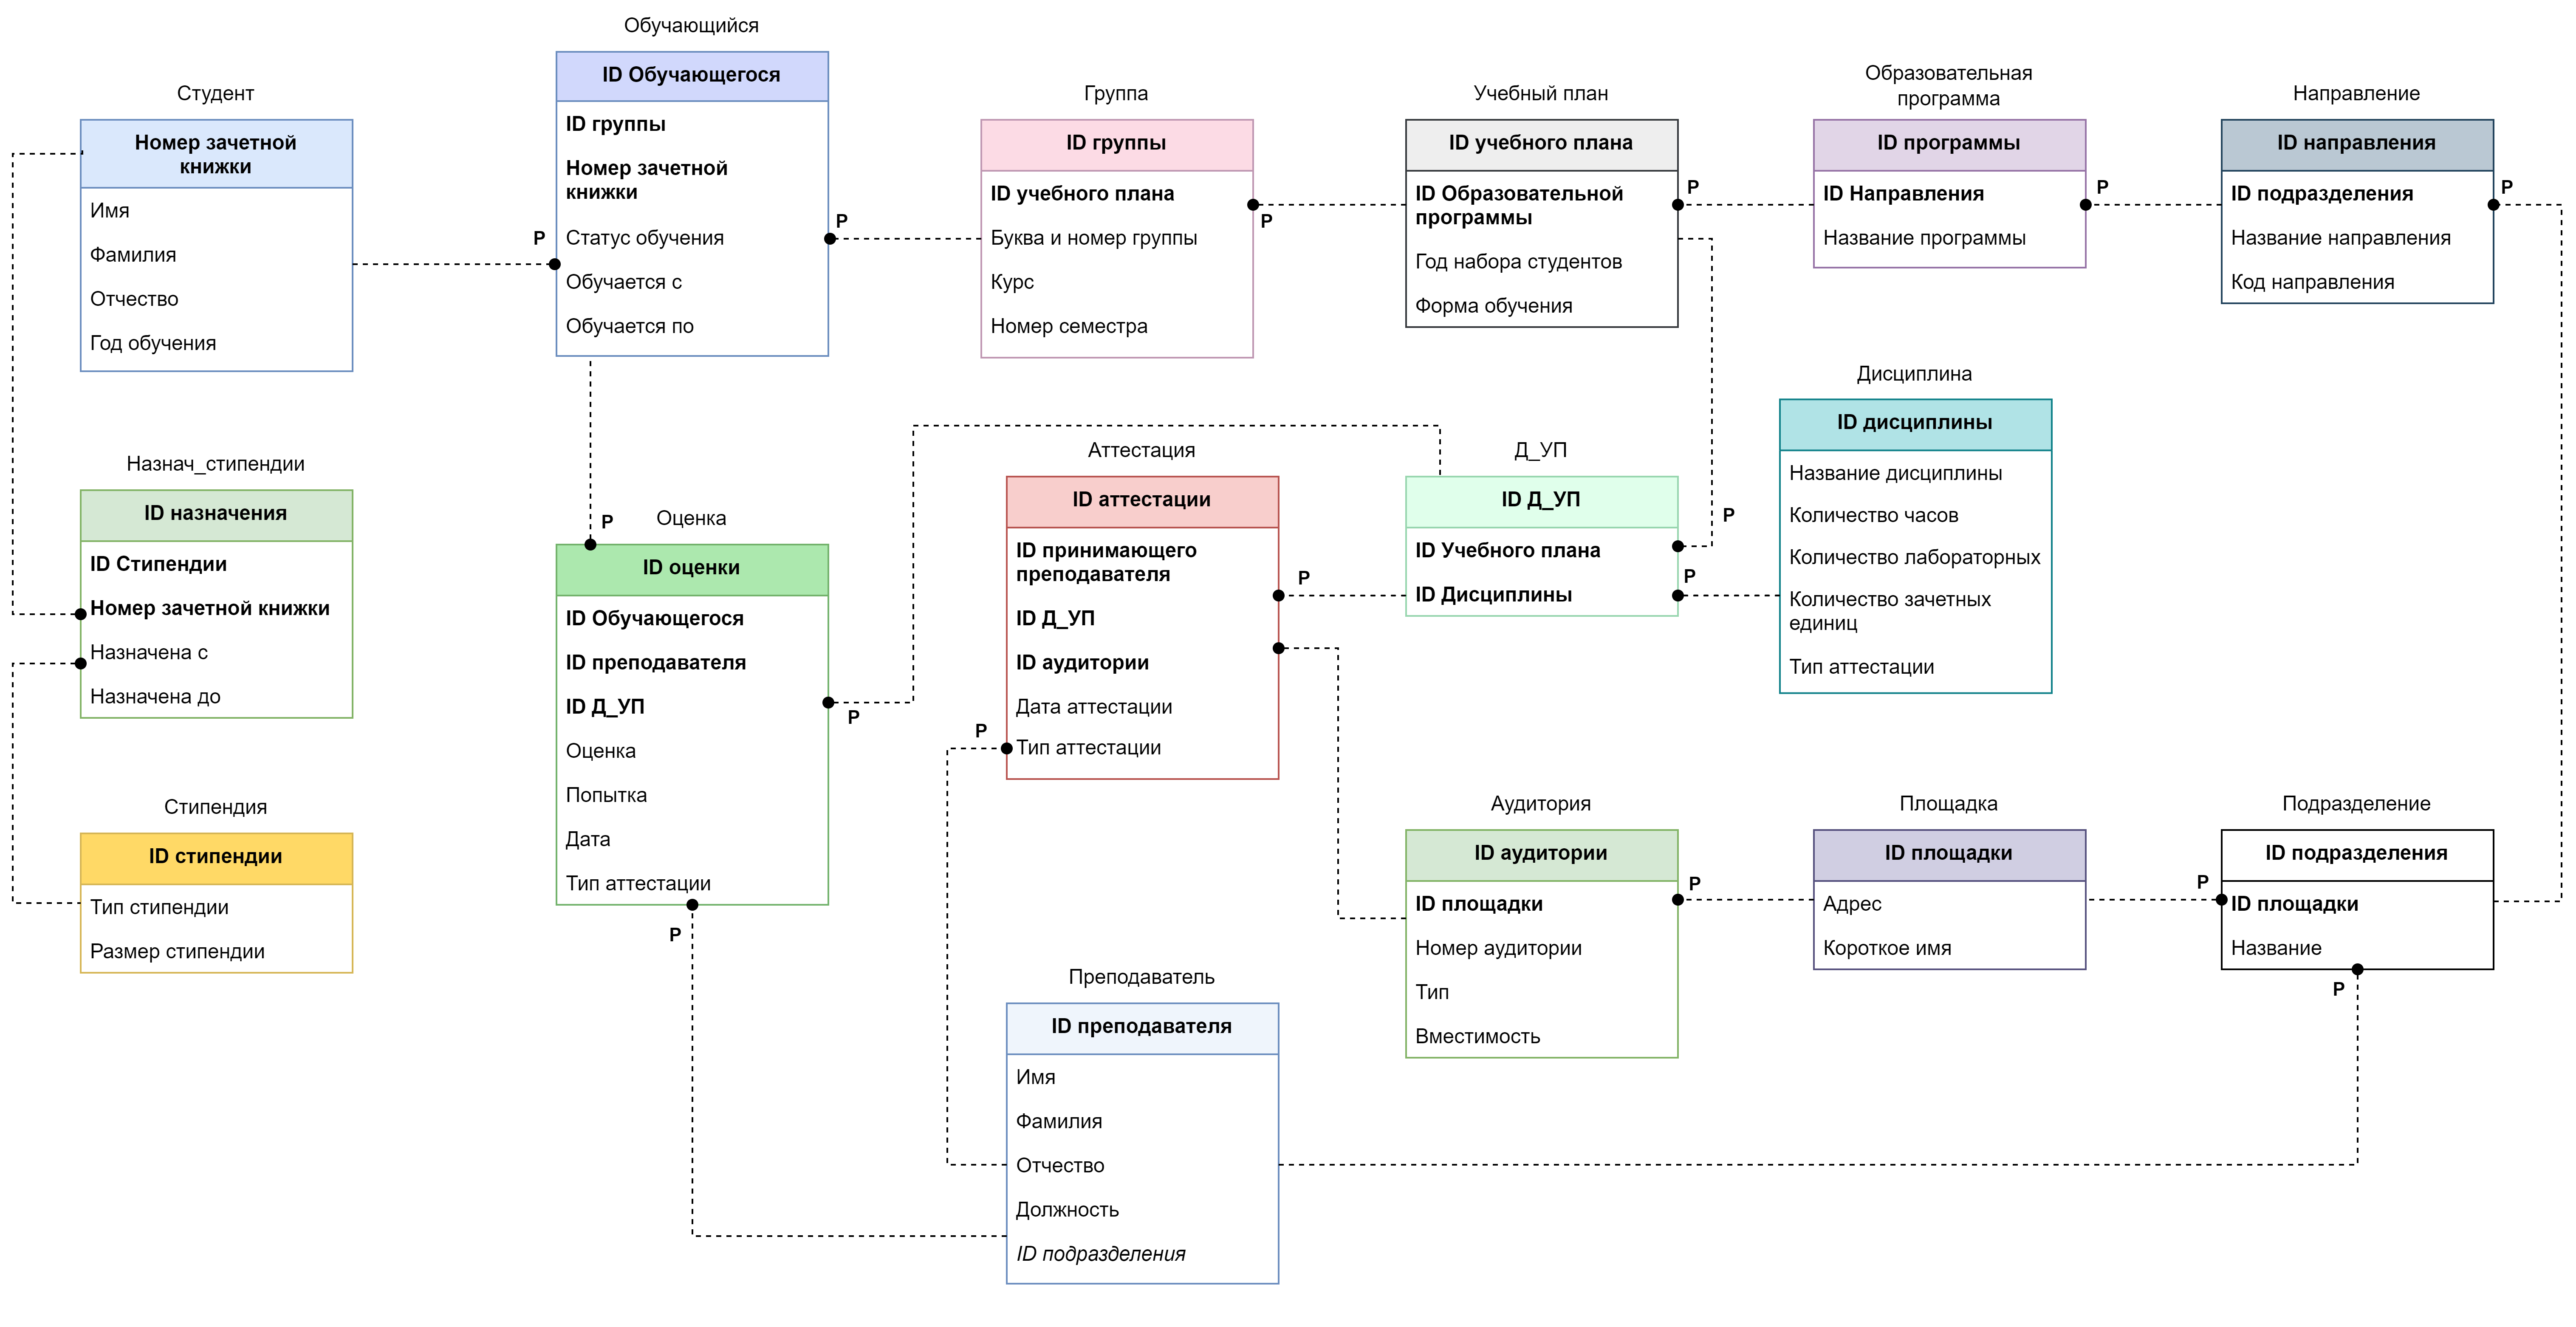 Студент
Номер зачетной
книжки
Имя
Фамилия
Отчество
Год обучения
Обучающийся
ID Обучающегося
ID группы
Номер зачетной
книжки
Статус обучения
Обучается с
Обучается по
P
P
Группа
ID группы
ID учебного плана
Буква и номер группы
Курс
Номер семестра
P
Учебный план
ID учебного плана
ID Образовательной
программы
Год набора студентов
Форма обучения
P
Образовательная
программа
ID программы
ID Направления
Название программы
P
Направление
ID направления
ID подразделения
Название направления
Код направления
P
Назнач_стипендии
ID назначения
ID Стипендии
Номер зачетной книжки
Назначена с
Назначена до
Стипендия
ID стипендии
Тип стипендии
Размер стипендии
P
Оценка
ID оценки
ID Обучающегося
ID преподавателя
ID Д_УП
Оценка
Попытка
Дата
Тип аттестации
P
P
Аттестация
ID аттестации
ID принимающего
преподавателя
ID Д_УП
ID аудитории
Дата аттестации
Тип аттестации
P
P
Д_УП
ID Д_УП
ID Учебного плана
ID Дисциплины
P
P
Дисциплина
ID дисциплины
Название дисциплины
Количество часов
Количество лабораторных
Количество зачетных
единиц
Тип аттестации
Преподаватель
ID преподавателя
Имя
Фамилия
Отчество
Должность
ID подразделения
Аудитория
ID аудитории
ID площадки
Номер аудитории
Тип
Вместимость
P
Площадка
ID площадки
Адрес
Короткое имя
P
Подразделение
ID подразделения
ID площадки
Название
P